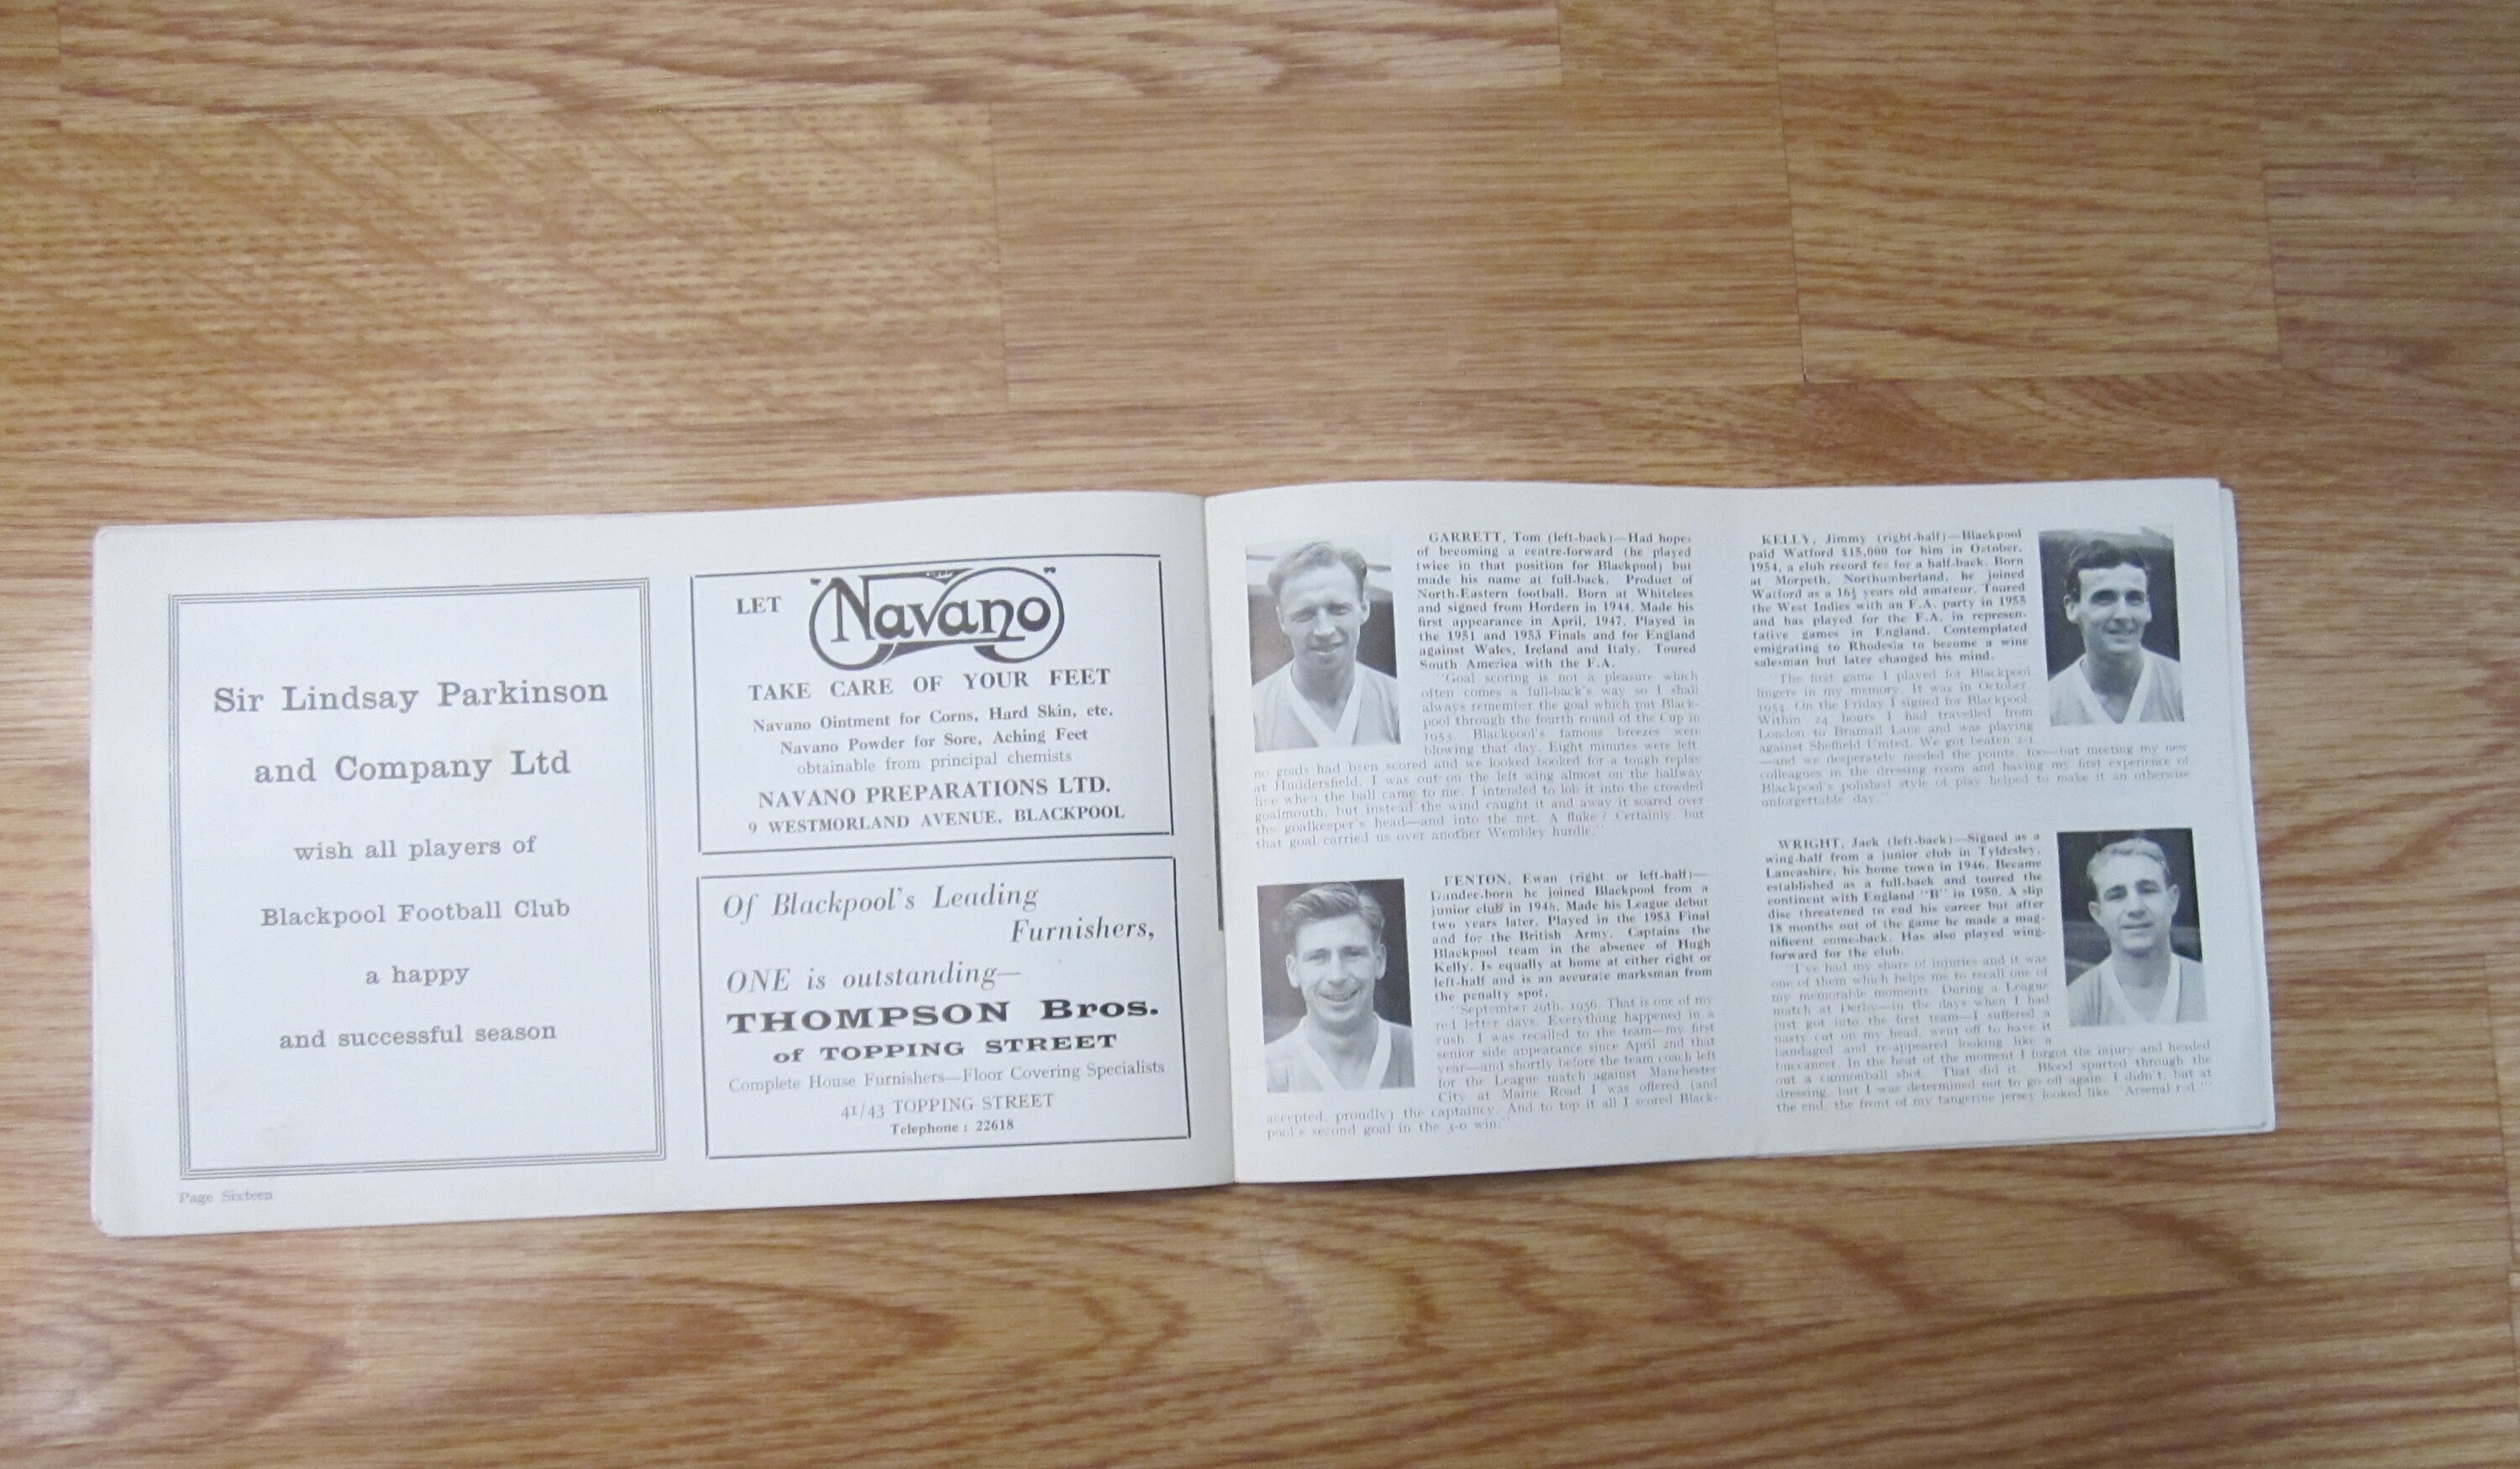 Sir Lindsay Parkinson
and Company Ltd
wish all players of
Blackpool Football Club
a happy
and successful season
Page Sixteen
LET "Navano"
TAKE CARE OF YOUR FEET
Navano Ointment for Corns, Hard Skin, etc.
Navano Powder for Sore, Aching Feet
obtainable from principal chemists
NAVANO PREPARATIONS LTD.
9 WESTMORLAND AVENUE, BLACKPOOL
Of Blackpool's Leading
Furnishers,
ONE is outstanding—
THOMPSON Bros.
of TOPPING STREET
Complete House Furnishers—Floor Covering Specialists
41/43 TOPPING STREET
Telephone : 22618
GARRETT, Tom (left-back)—Had hopes
of becoming a centre-forward (he played
twice in that position for Blackpool) but
made his name at full-back. Product of
North-Eastern football. Born at Whitelees
and signed from Hordern in 1944. Made his
first appearance in April, 1947. Played in
the 1951 and 1953 Finals and for England
against Wales, Ireland and Italy. Toured
South America with the F.A.
"Goal scoring is not a pleasure which
often comes a full-back's way so I shall
always remember the goal which put Black-
pool through the fourth round of the Cup in
1953. Blackpool's famous breezes were
blowing that day. Eight minutes were left,
no goals had been scored and we looked booked for a tough replay
at Huddersfield. I was out on the left wing almost on the halfway
line when the ball came to me. I intended to lob it into the crowded
goalmouth, but instead the wind caught it and away it soared over
the goalkeeper's head—and into the net. A fluke? Certainly, but
that goal carried us over another Wembley hurdle."
FENTON, Ewan (right or left-half)—
Dundee-born he joined Blackpool from a
junior club in 1946. Made his League debut
two years later. Played in the 1953 Final
and for the British Army. Captains the
Blackpool team in the absence of Hugh
Kelly. Is equally at home at either right or
left-half and is an accurate marksman from
the penalty spot.
"September 29th, 1956. That is one of my
red letter days. Everything happened in a
rush. I was recalled to the team—my first
senior side appearance since April 2nd that
year—and shortly before the team coach left
for the League match against Manchester
City at Maine Road I was offered (and
accepted, proudly) the captaincy. And to top it all I scored Black-
pool's second goal in the 3-0 win."
KELLY, Jimmy (right-half)—Blackpool
paid Watford £15,000 for him in October,
1954, a club record fee for a half-back. Born
at Morpeth, Northumberland, he joined
Watford as a 16½ years old amateur. Toured
the West Indies with an F.A. party in 1955
and has played for the F.A. in represen-
tative games in England. Contemplated
emigrating to Rhodesia to become a wine
salesman but later changed his mind.
"The first game I played for Blackpool
lingers in my memory. It was in October
1954. On the Friday I signed for Blackpool.
Within 24 hours I had travelled from
London to Bramall Lane and was playing
against Sheffield United. We got beaten 2-1
—and we desperately needed the points, too—but meeting my new
colleagues in the dressing room and having my first experience of
Blackpool's polished style of play helped to make it an otherwise
unforgettable day."
WRIGHT, Jack (left-back)—Signed as a
wing-half from a junior club in Tyldesley,
Lancashire, his home town in 1946. Became
established as a full-back and toured the
continent with England "B" in 1950. A slip
disc threatened to end his career but after
18 months out of the game he made a mag-
nificent come-back. Has also played wing-
forward for the club.
"I've had my share of injuries and it was
one of them which helps me to recall one of
my memorable moments. During a League
match at Derby—in the days when I had
just got into the first team—I suffered a
nasty cut on my head, went off to have it
bandaged and re-appeared looking like a
buccaneer. In the heat of the moment I forgot the injury and headed
out a cannonball shot. That did it. Blood spurted through the
dressing, but I was determined not to go off again. I didn't, but at
the end, the front of my tangerine jersey looked like 'Arsenal red'."